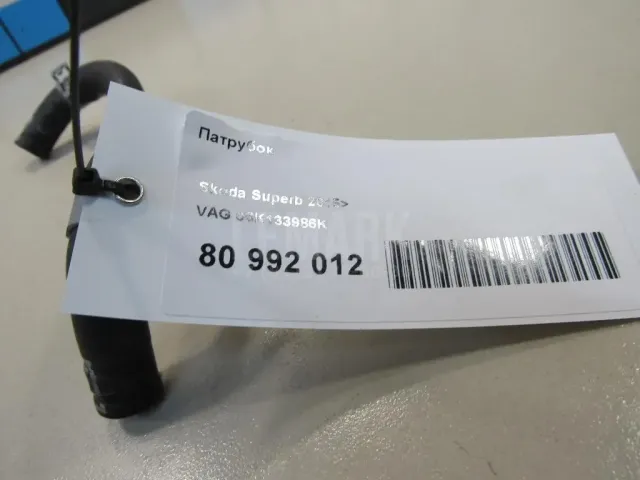 Патрубок
Skoda Superb
VAG
80 992 012